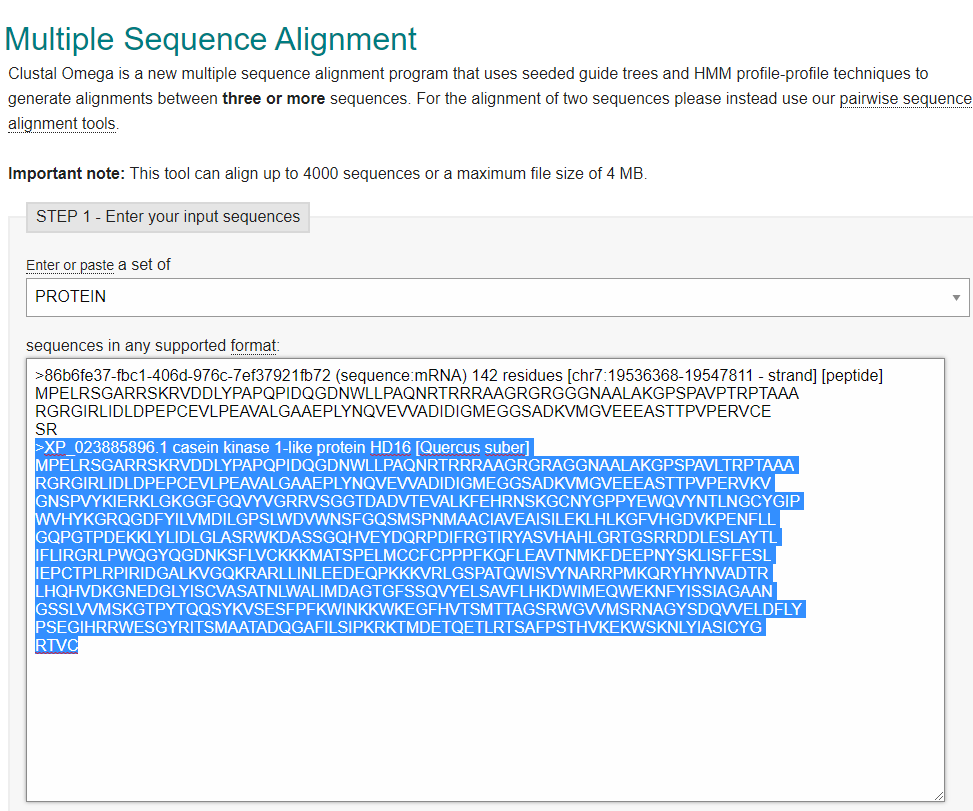 Multiple Sequence Alignment
Clustal Omega is a new multiple sequence alignment program that uses seeded guide trees and HMM profile-profile techniques to
generate alignments between three or more sequences. For the alignment of two sequences please instead use our pairwise sequence
alignment tools.
Important note: This tool can align up to 4000 sequences or a maximum file size of 4 MB.
STEP 1 - Enter your input sequences
Enter or paste a set of
PROTEIN
sequences in any supported format:
>86b6fe37-fbc1-406d-976c-7ef37921fb72 (sequence:mRNA) 142 residues [chr7:19536368-19547811 - strand] [peptide]
MPELRSGARRSKRVDDLYPAPQPIDQGDNWLLPAQNRTRRRAAGRGRGGGNAALAKGPSPAVPTRPTAAA
RGRGIRLIDLDPEPCEVLPEAVALGAAEPLYNQVEVVADIDIGMEGGSADKVMGVEEEASTTPVPERVCE
SR
>XP_023885896.1 casein kinase 1-like protein HD16 [Quercus suber]
MPELRSGARRSKRVDDLYPAPQPIDQGDNWLLPAQNRTRRRAAGRGRAGGNAALAKGPSPAVLTRPTAAA
RGRGIRLIDLDPEPCEVLPEAVALGAAEPLYNQVEVVADIDIGMEGGSADKVMGVEEEASTTPVPERVKV
GNSPVYKIERKLGKGGFGQVYVGRRVSGGTDADVTEVALKFEHRNSKGCNYGPPYEWQVYNTLNGCYGIP
WVHYKGRQGDFYILVMDILGPSLWDVWNSFGQSMSPNMAACIAVEAISILEKLHLKGFVHGDVKPENFLL
GQPGTPDEKKLYLIDLGLASRWKDASSGQHVEYDQRPDIFRGTIRYASVHAHLGRTGSRRDDLESLAYTL
IFLIRGRLPWQGYQGDNKSFLVCKKKMATSPELMCCFCPPPFKQFLEAVTNMKFDEEPNYSKLISFFESL
IEPCTPLRPIRIDGALKVGQKRARLLINLEEDEQPKKKVRLGSPATQWISVYNARRPMKQRYHYNVADTR
LHQHVDKGNEDGLYISCVASATNLWALIMDAGTGFSSQVYELSAVFLHKDWIMEQWEKNFYISSIAGAAN
GSSLVVMSKGTPYTQQSYKVSESFPFKWINKKWKEGFHVTSMTTAGSRWGVVMSRNAGYSDQVVELDFLY
PSEGIHRRWESGYRITSMAATADQGAFILSIPKRKTMDETQETLRTSAFPSTHVKEKWSKNLYIASICYG
RTVC